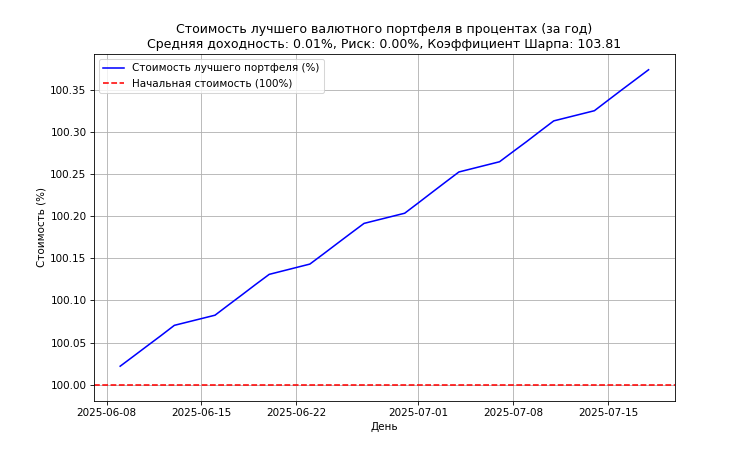 Стоимость лучшего валютного портфеля в процентах (за год)
Средняя доходность: 0.01%, Риск: 0.00%, Коэффициент Шарпа: 103.81
Стоимость лучшего портфеля (%)
Начальная стоимость (100%)
Стоимость (%)
100.35
100.30
100.25
100.20
100.15
100.10
100.05
100.00
2025-06-08
2025-06-15
2025-06-22
2025-07-01
2025-07-08
2025-07-15
День